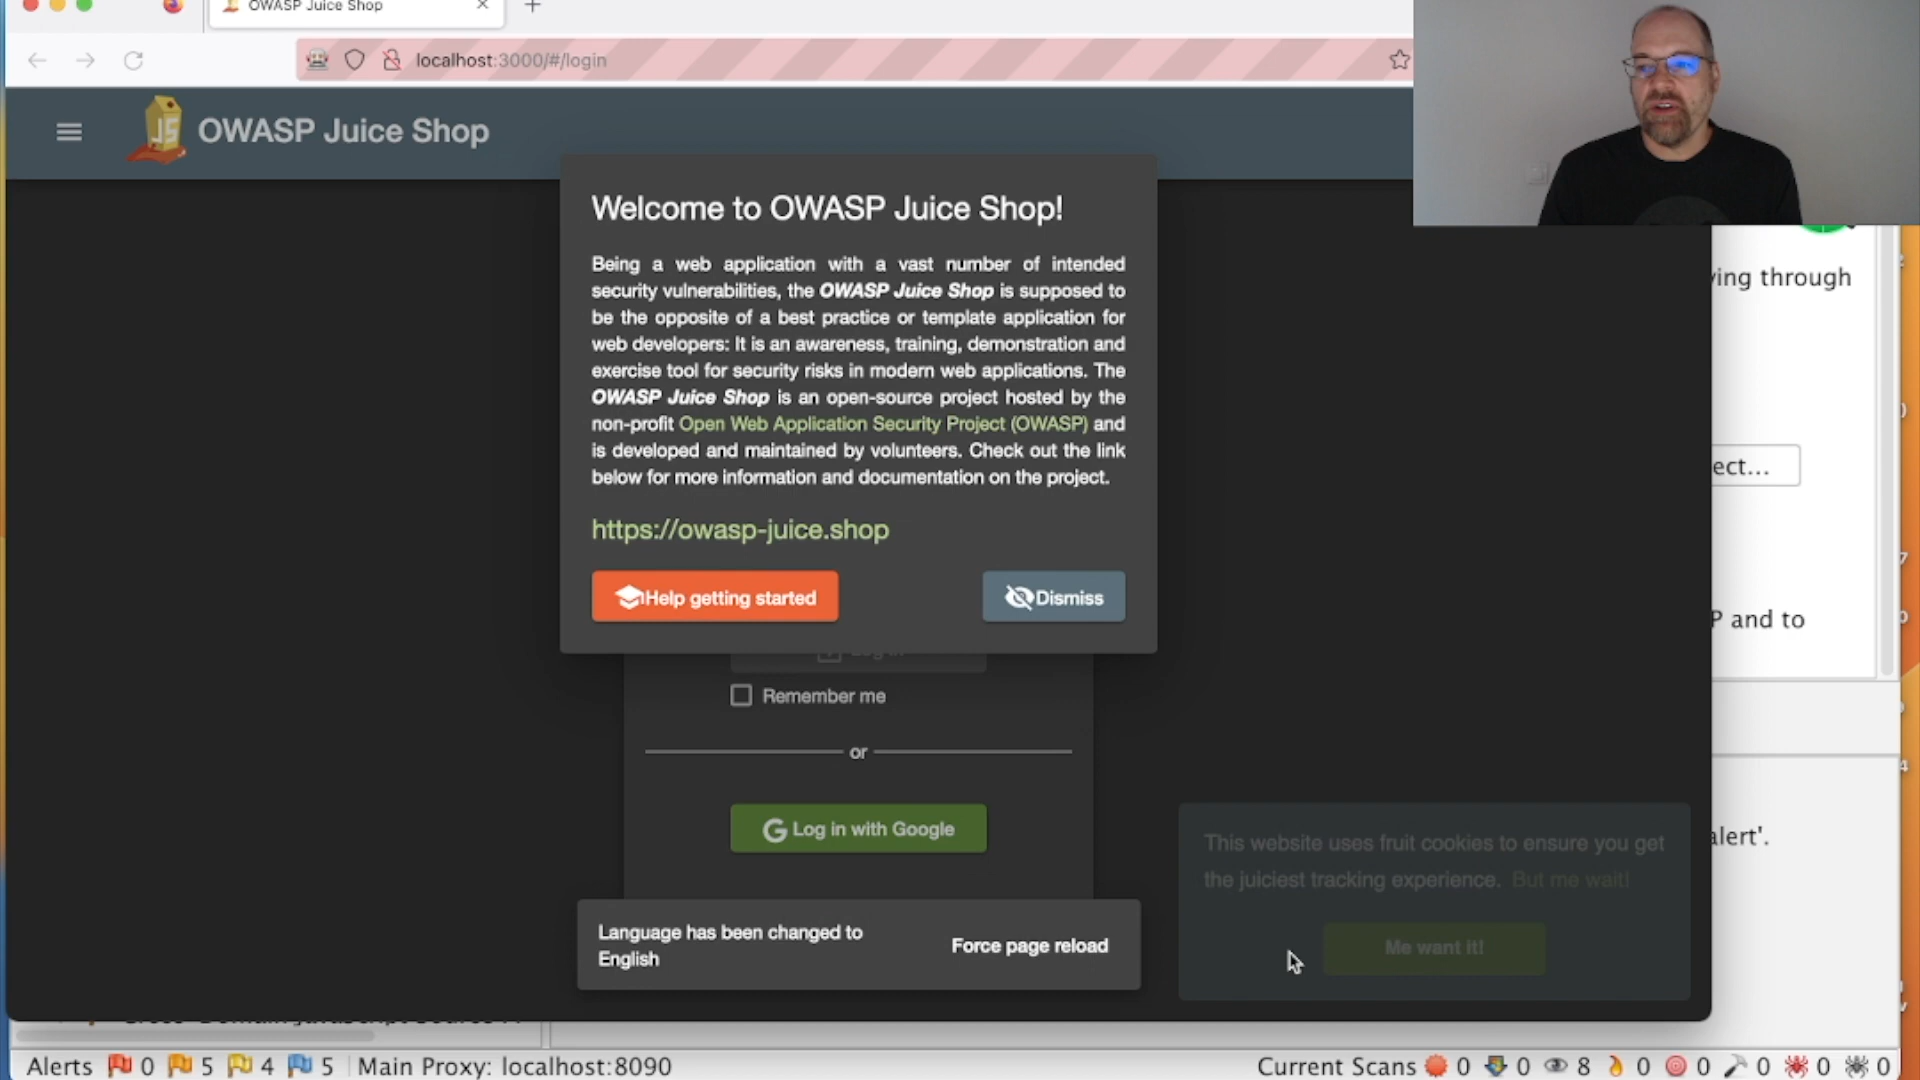 OWASP Juice Shop
localhost:3000/#/login
JS
OWASP Juice Shop
Welcome to OWASP Juice Shop!
Being a web application with a vast number of intended
security vulnerabilities, the OWASP Juice Shop is supposed to
be the opposite of a best practice or template application for
web developers: It is an awareness, training, demonstration and
exercise tool for security risks in modern web applications. The
OWASP Juice Shop is an open-source project hosted by the
non-profit Open Web Application Security Project (OWASP) and
is developed and maintained by volunteers. Check out the link
below for more information and documentation on the project.
https://owasp-juice.shop
Help getting started
Dismiss
Remember me
or
Log in with Google
This website uses fruit cookies to ensure you get
the juiciest tracking experience. But me wait!
Me want it!
Language has been changed to
English
Force page reload
through
ect...
P and to
alert'.
Alerts 0 5 4 5 Main Proxy: localhost:8090
Current Scans 0 0 8 0 0 0 0 0